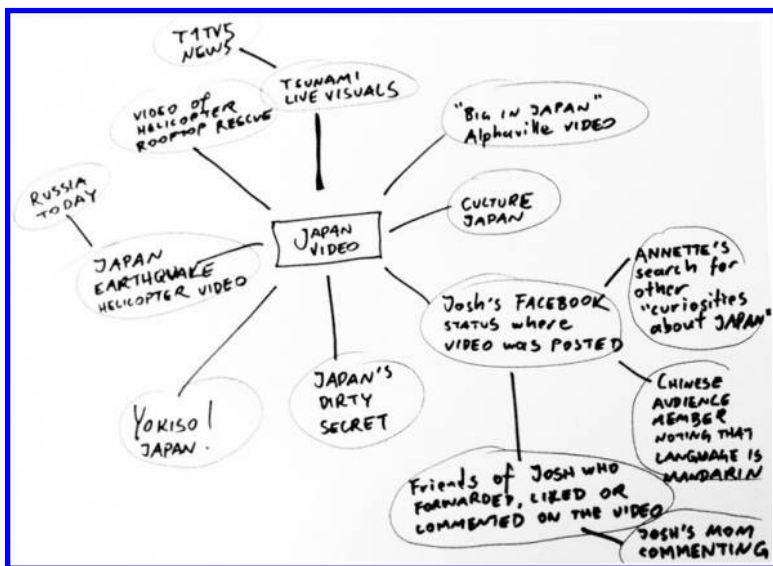 T1TV5
NEWS
TSUNAMI
LIVE VISUALS
VIDEO OF
HELICOPTER
ROOFTOP RESCUE
"BIG IN JAPAN"
Alphaville VIDEO
RUSSIA
TODAY
CULTURE
JAPAN
JAPAN
VIDEO
JAPAN
EARTHQUAKE
HELICOPTER VIDEO
ANNETTE'S
search for
other
"curiosities
about JAPAN"
Josh's FACEBOOK
STATUS where
VIDEO was POSTED
JAPAN'S
DIRTY
SECRET
YOKISO!
JAPAN.
CHINESE
AUDIENCE
MEMBER
NOTING THAT
LANGUAGE IS
MANDARIN
Friends of JOSH WHO
FORWARDED, LIKED OR
COMMENTED ON THE VIDEO
JOSH'S MOM
COMMENTING